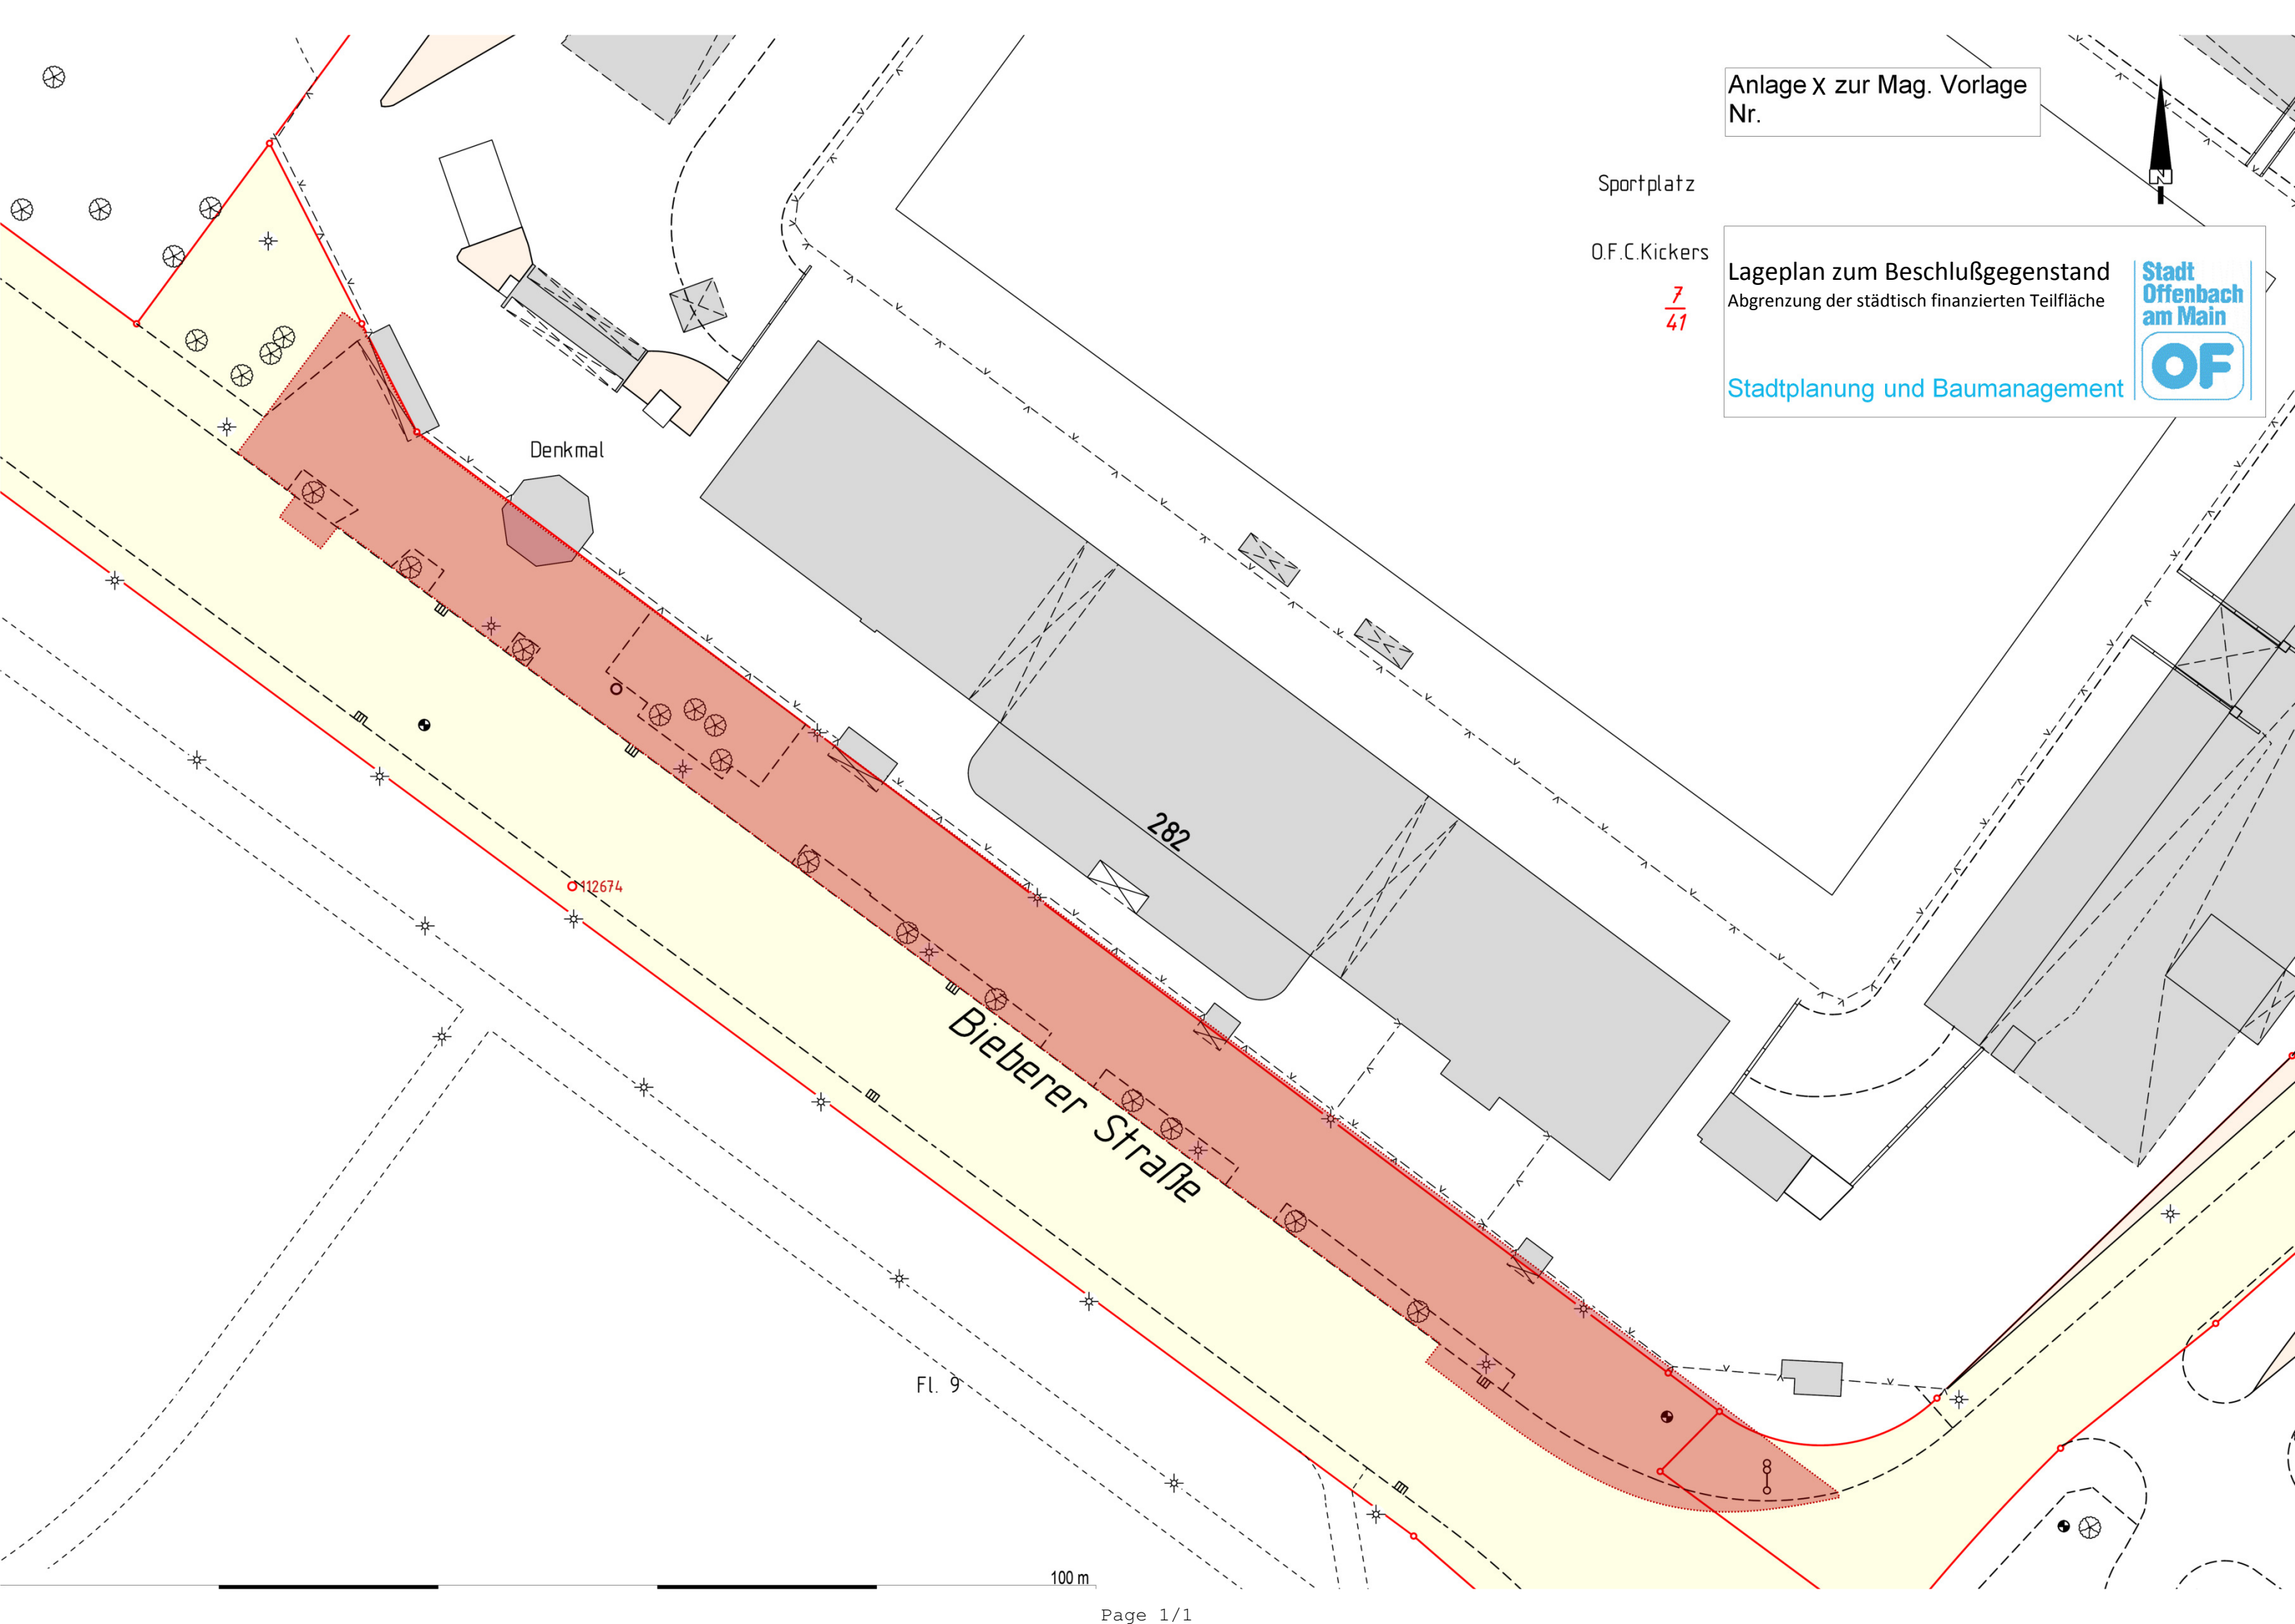 Anlage x zur Mag. Vorlage
Nr.
Sportplatz
O.F.C.Kickers
7
41
Lageplan zum Beschlußgegenstand
Abgrenzung der städtisch finanzierten Teilfläche
Stadtplanung und Baumanagement
Stadt
Offenbach
am Main
OF
N
Denkmal
282
112674
Bieberer Straße
Fl. 9
100 m
Page 1/1